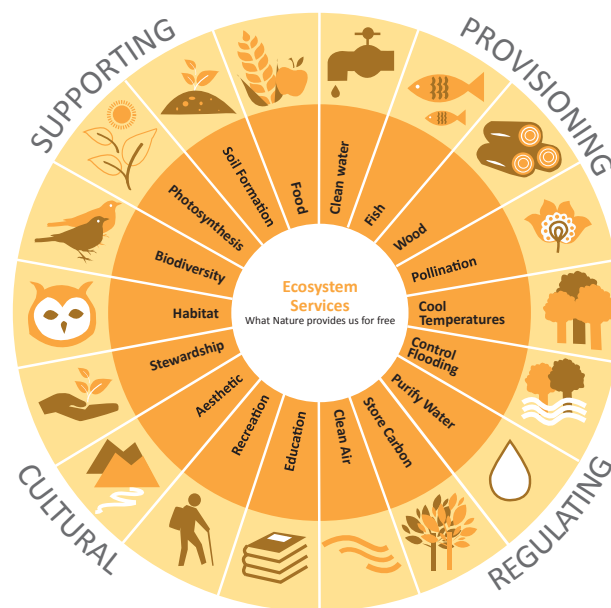 SUPPORTING
PROVISIONING
Soil Formation
Food
Clean water
Fish
Wood
Pollination
Cool
Temperatures
Control
Flooding
Purify Water
Store Carbon
Clean Air
Education
Recreation
Aesthetic
Stewardship
Habitat
Biodiversity
Photosynthesis
Ecosystem
Services
What Nature provides us for free
CULTURAL
REGULATING